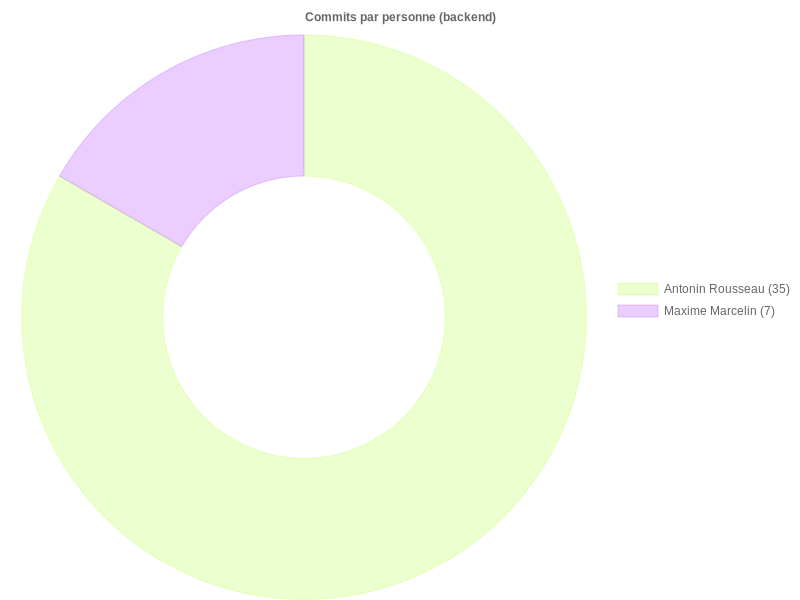 Commits par personne (backend)
Antonin Rousseau (35)
Maxime Marcelin (7)